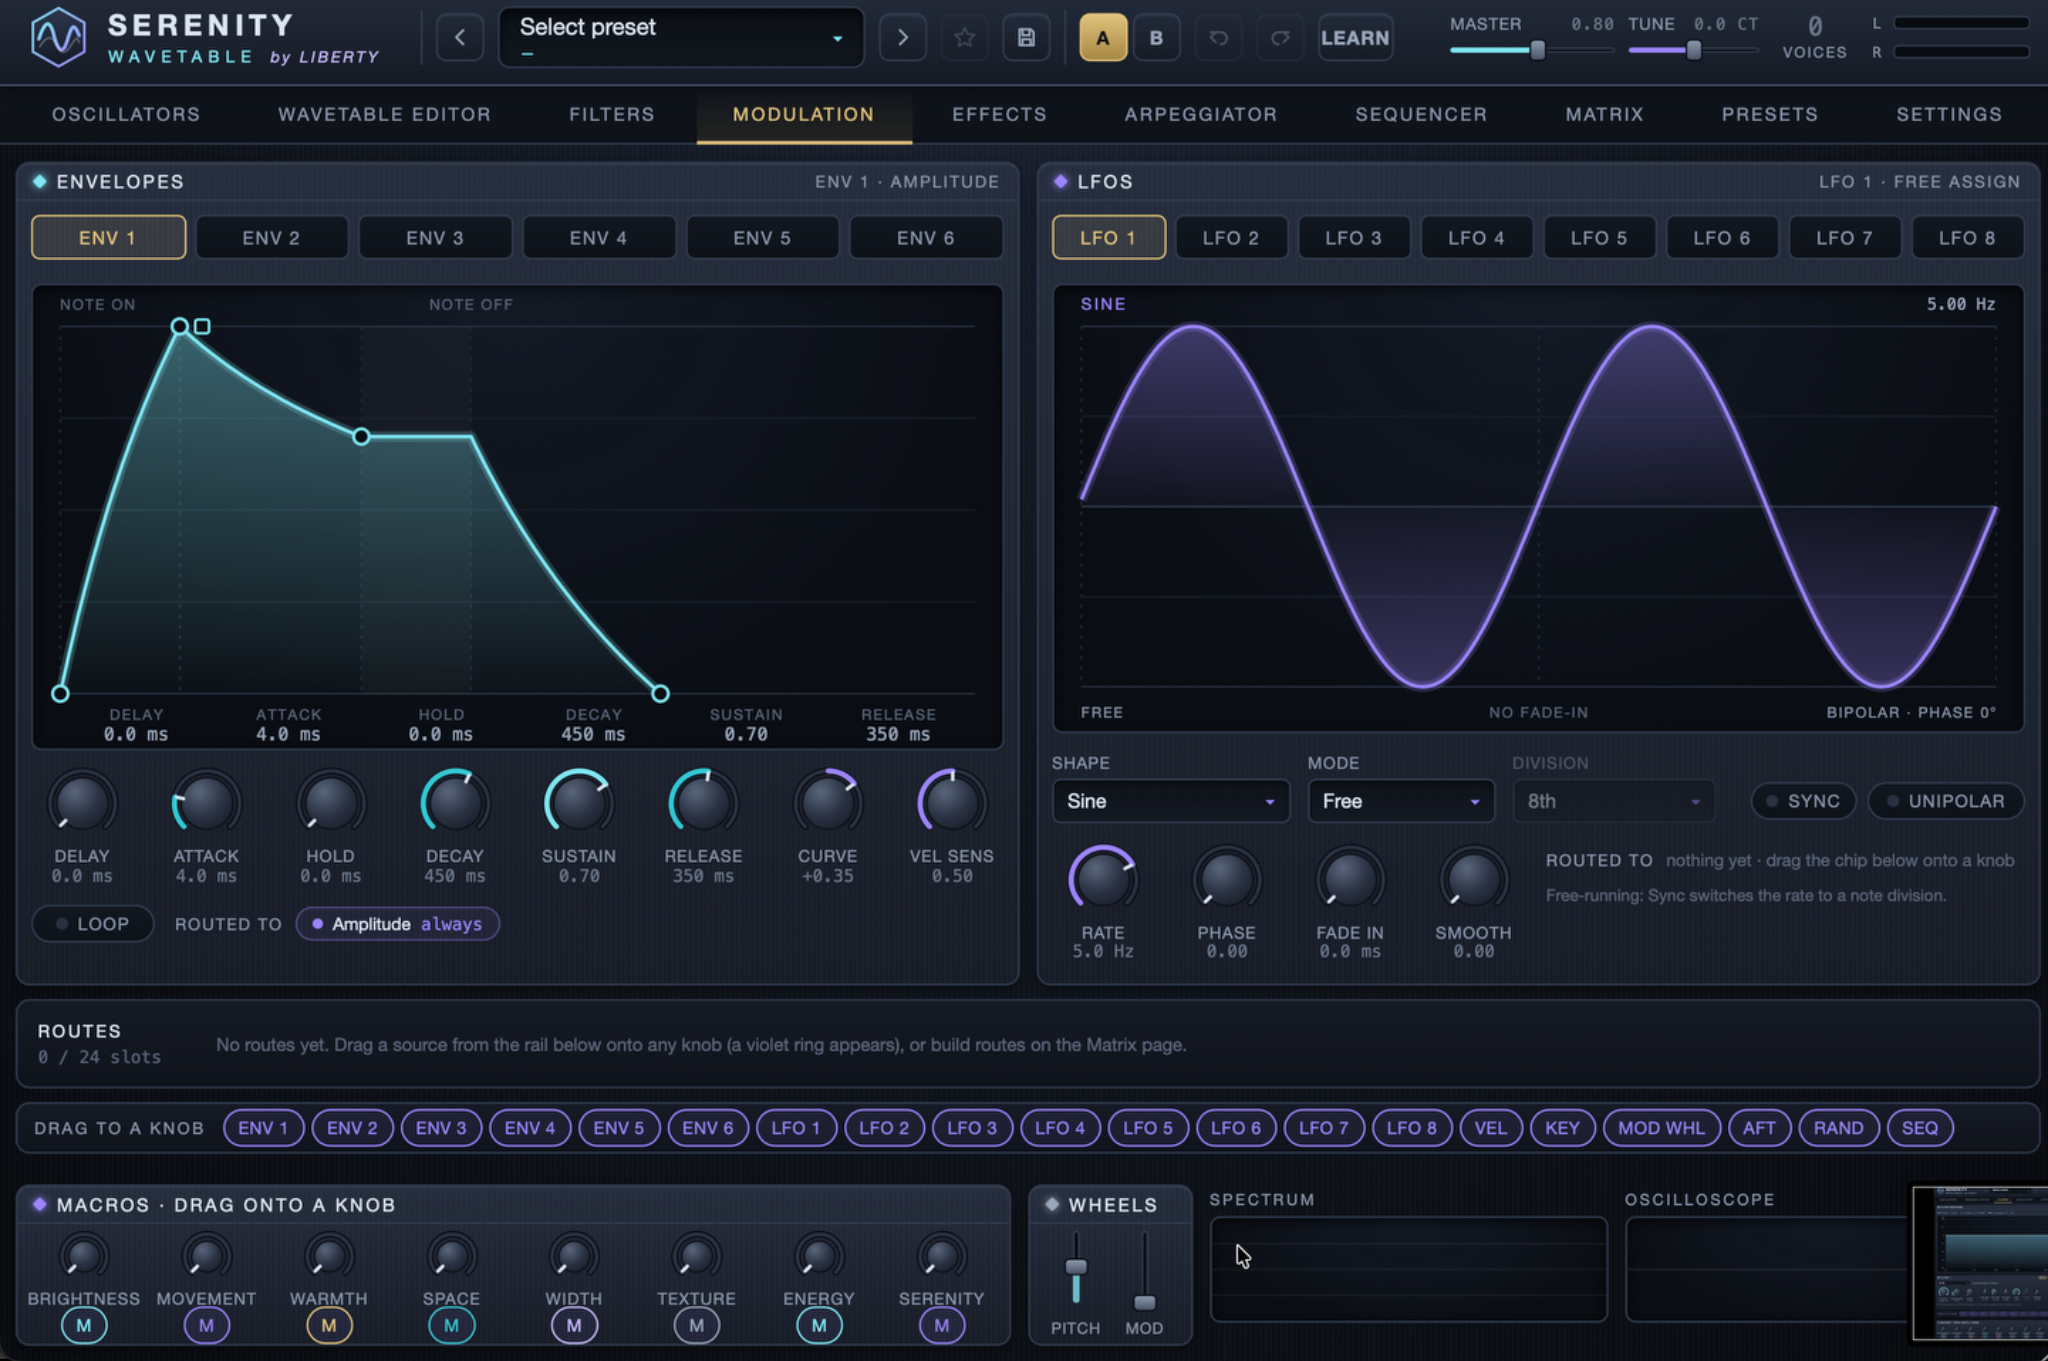 SERENITY
WAVETABLE by LIBERTY
Select preset
–
A
B
LEARN
MASTER 0.80
TUNE 0.0 CT
0
VOICES
L
R
OSCILLATORS
WAVETABLE EDITOR
FILTERS
MODULATION
EFFECTS
ARPEGGIATOR
SEQUENCER
MATRIX
PRESETS
SETTINGS
ENVELOPES
ENV 1 · AMPLITUDE
ENV 1
ENV 2
ENV 3
ENV 4
ENV 5
ENV 6
NOTE ON
NOTE OFF
DELAY ATTACK HOLD DECAY SUSTAIN RELEASE
0.0 ms 4.0 ms 0.0 ms 450 ms 0.70 350 ms
DELAY ATTACK HOLD DECAY SUSTAIN RELEASE CURVE VEL SENS
0.0 ms 4.0 ms 0.0 ms 450 ms 0.70 350 ms +0.35 0.50
LOOP
ROUTED TO
Amplitude always
LFOS
LFO 1 · FREE ASSIGN
LFO 1
LFO 2
LFO 3
LFO 4
LFO 5
LFO 6
LFO 7
LFO 8
SINE
5.00 Hz
FREE
NO FADE-IN
BIPOLAR · PHASE 0°
SHAPE MODE DIVISION
Sine Free 8th
SYNC
UNIPOLAR
RATE PHASE FADE IN SMOOTH
5.0 Hz 0.00 0.0 ms 0.00
ROUTED TO nothing yet · drag the chip below onto a knob
Free-running: Sync switches the rate to a note division.
ROUTES
0 / 24 slots
No routes yet. Drag a source from the rail below onto any knob (a violet ring appears), or build routes on the Matrix page.
DRAG TO A KNOB
ENV 1
ENV 2
ENV 3
ENV 4
ENV 5
ENV 6
LFO 1
LFO 2
LFO 3
LFO 4
LFO 5
LFO 6
LFO 7
LFO 8
VEL
KEY
MOD WHL
AFT
RAND
SEQ
MACROS · DRAG ONTO A KNOB
BRIGHTNESS MOVEMENT WARMTH SPACE WIDTH TEXTURE ENERGY SERENITY
M M M M M M M M
WHEELS
PITCH MOD
SPECTRUM
OSCILLOSCOPE